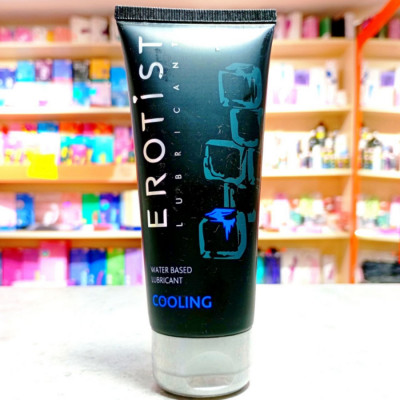 EROTiST
LUBRICANT
WATER BASED
LUBRICANT
COOLING